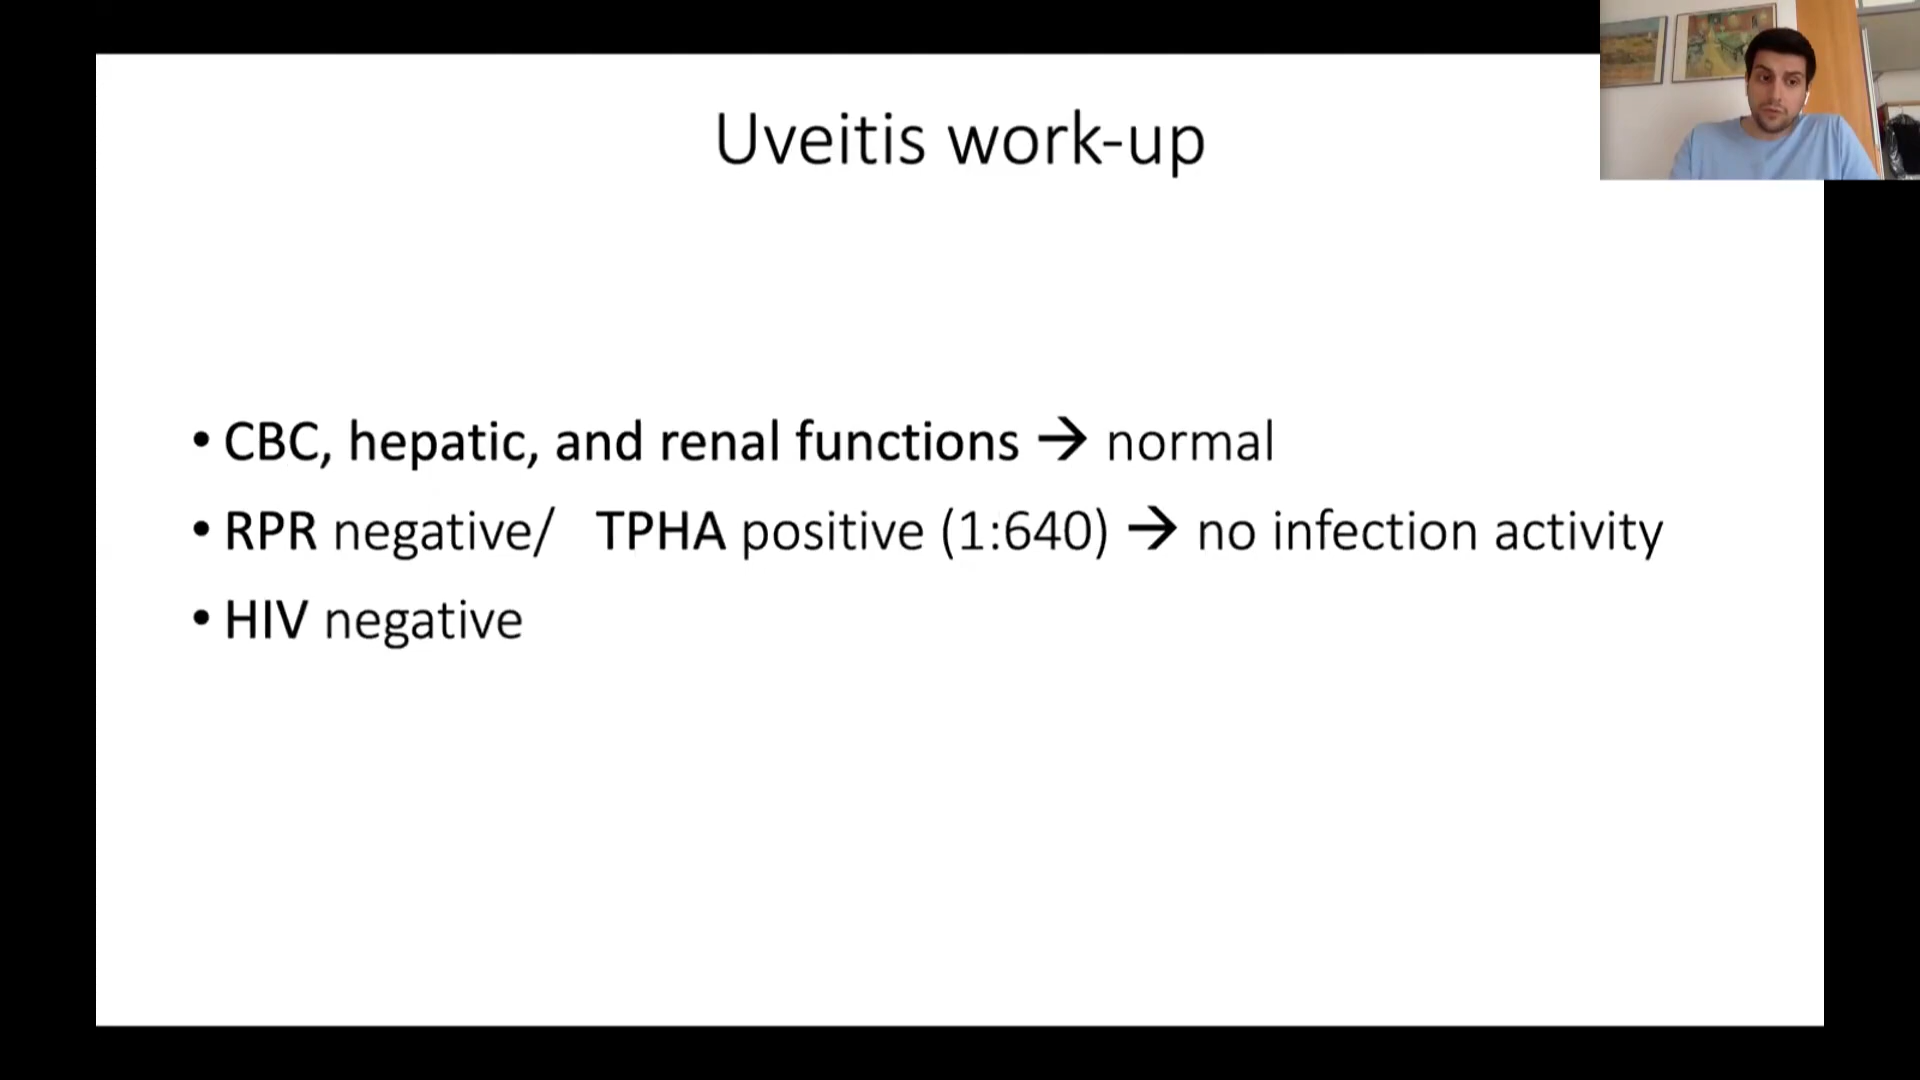 Uveitis work-up
• CBC, hepatic, and renal functions → normal
• RPR negative/ TPHA positive (1:640) → no infection activity
• HIV negative